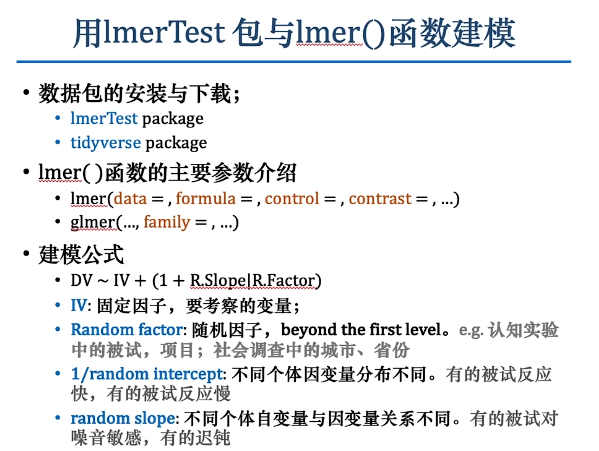 用lmerTest 包与lmer()函数建模
• 数据包的安装与下载；
• lmerTest package
• tidyverse package
• lmer( )函数的主要参数介绍
• lmer(data = , formula = , control = , contrast = , ...)
• glmer(..., family = , ...)
• 建模公式
• DV ~ IV + (1 + R.Slope|R.Factor)
• IV: 固定因子，要考察的变量；
• Random factor: 随机因子，beyond the first level。e.g. 认知实验
中的被试，项目；社会调查中的城市、省份
• 1/random intercept: 不同个体因变量分布不同。有的被试反应
快，有的被试反应慢
• random slope: 不同个体自变量与因变量关系不同。有的被试对
噪音敏感，有的迟钝